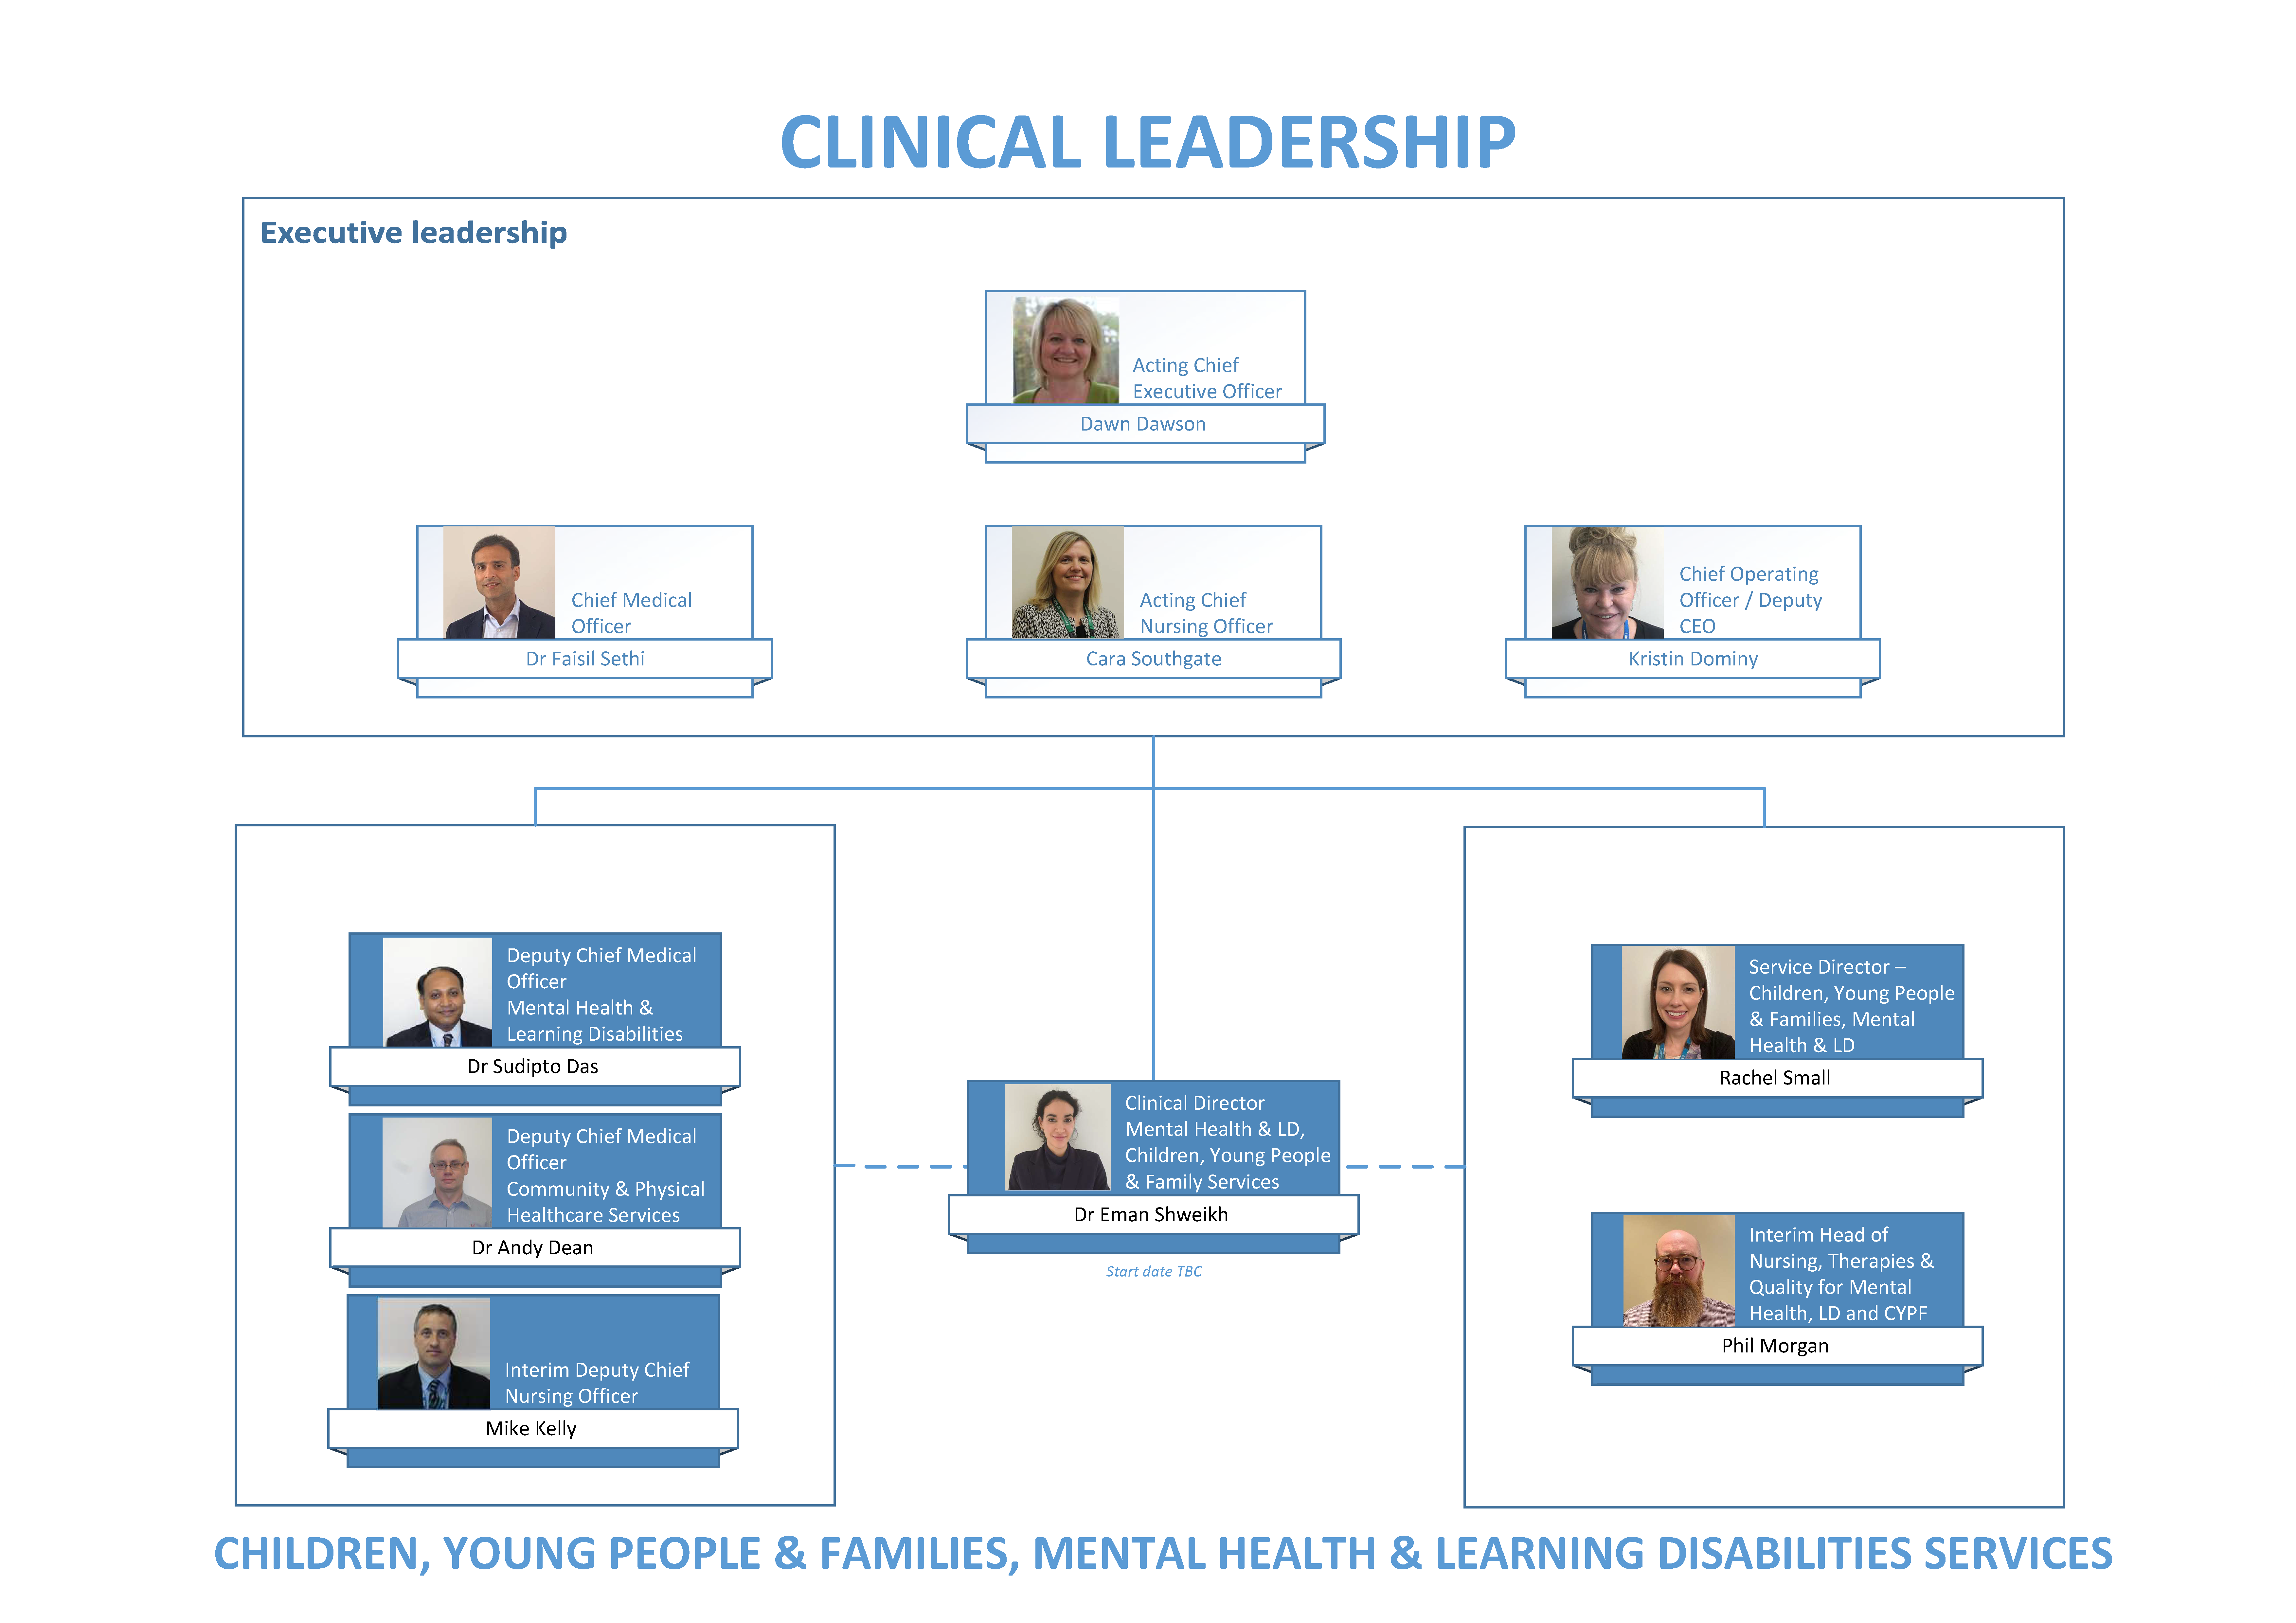 CLINICAL LEADERSHIP
Executive leadership
Acting Chief
Executive Officer
Dawn Dawson
Chief Medical
Officer
Dr Faisil Sethi
Acting Chief
Nursing Officer
Cara Southgate
Chief Operating
Officer / Deputy
CEO
Kristin Dominy
Deputy Chief Medical
Officer
Mental Health &
Learning Disabilities
Dr Sudipto Das
Deputy Chief Medical
Officer
Community & Physical
Healthcare Services
Dr Andy Dean
Interim Deputy Chief
Nursing Officer
Mike Kelly
Clinical Director
Mental Health & LD,
Children, Young People
& Family Services
Dr Eman Shweikh
Start date TBC
Service Director –
Children, Young People
& Families, Mental
Health & LD
Rachel Small
Interim Head of
Nursing, Therapies &
Quality for Mental
Health, LD and CYPF
Phil Morgan
CHILDREN, YOUNG PEOPLE & FAMILIES, MENTAL HEALTH & LEARNING DISABILITIES SERVICES